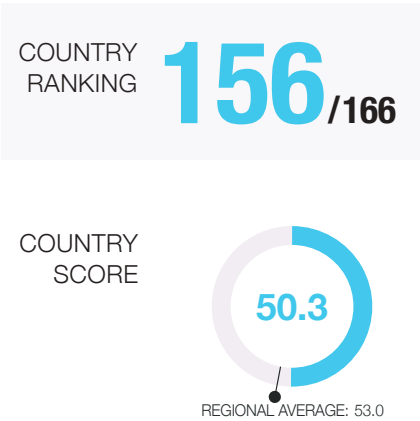 COUNTRY
RANKING
156/166
COUNTRY
SCORE
50.3
REGIONAL AVERAGE: 53.0